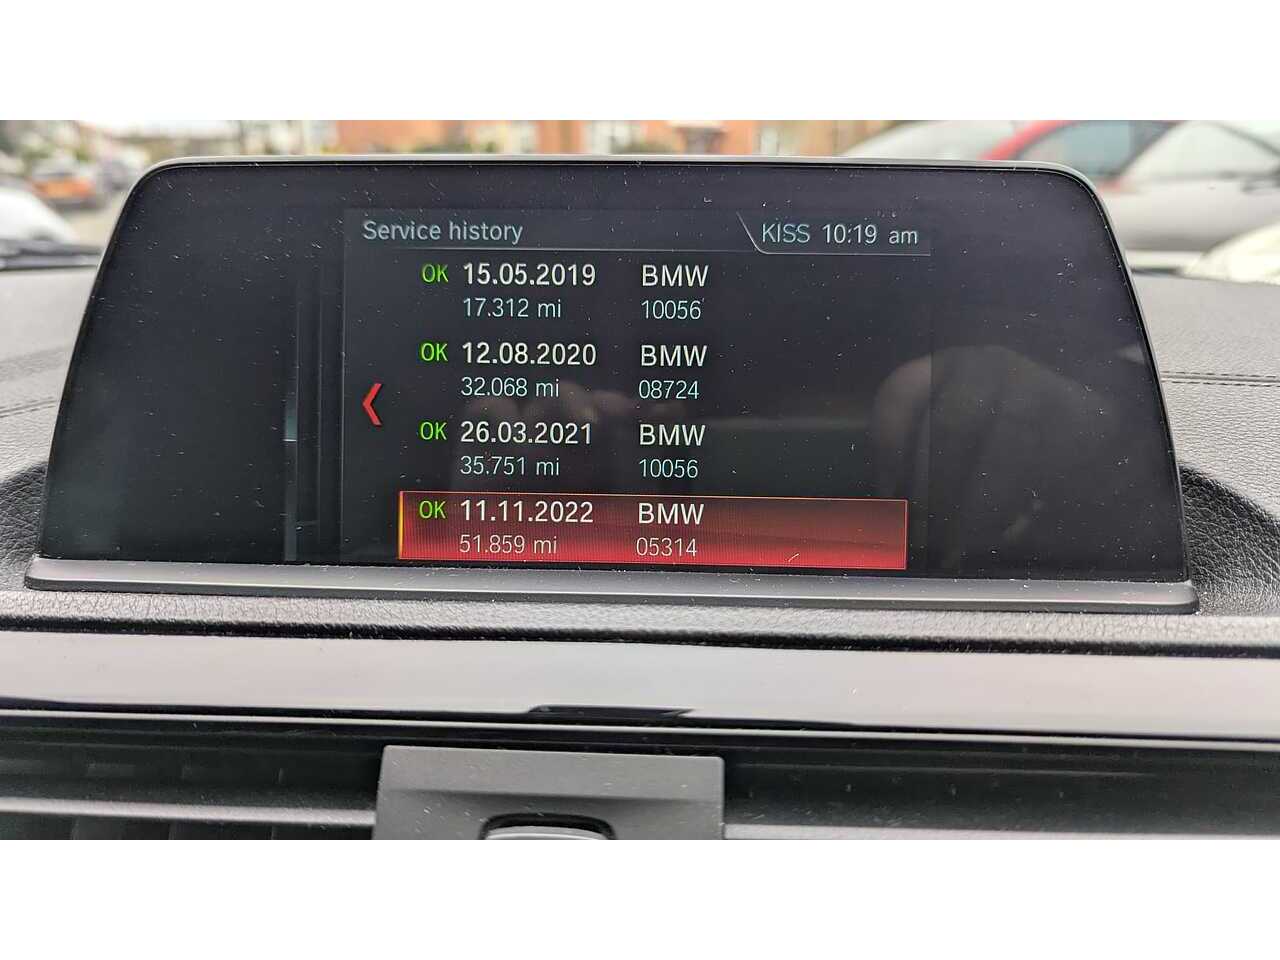 Service history KISS 10:19 am
OK 15.05.2019 BMW
17.312 mi 10056
OK 12.08.2020 BMW
32.068 mi 08724
OK 26.03.2021 BMW
35.751 mi 10056
OK 11.11.2022 BMW
51.859 mi 05314